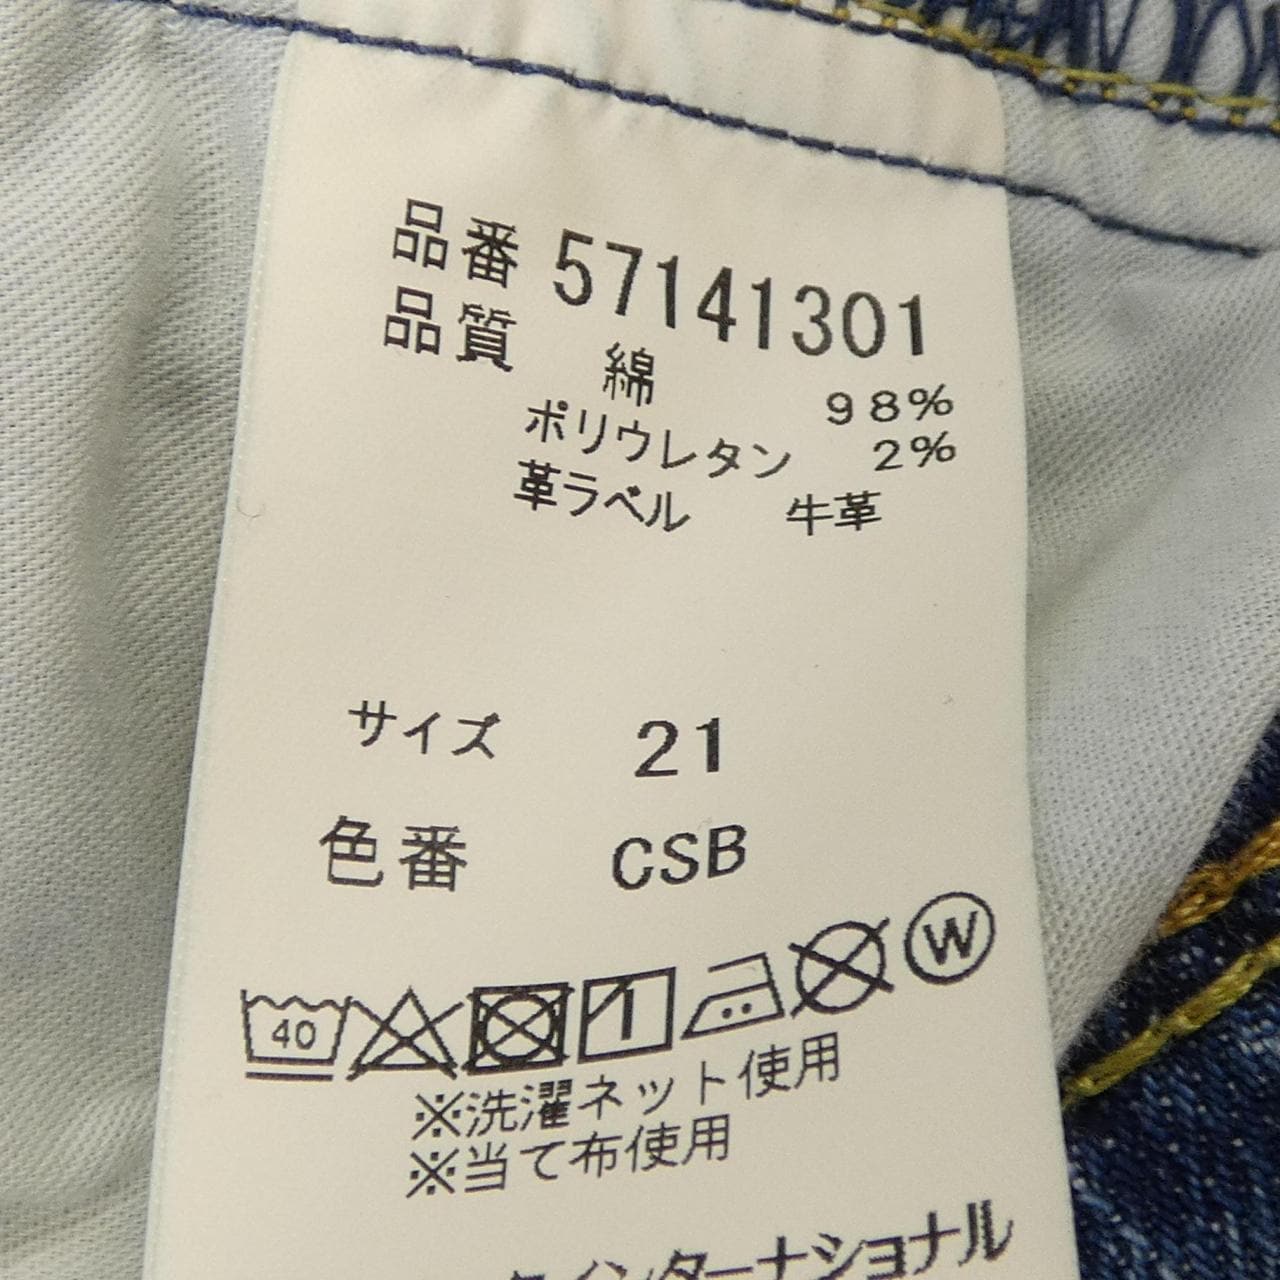 品番 57141301
品質 綿 98%
ポリウレタン 2%
革ラベル 牛革
サイズ 21
色番 CSB
40 W
※洗濯ネット使用
※当て布使用
インターナショナル